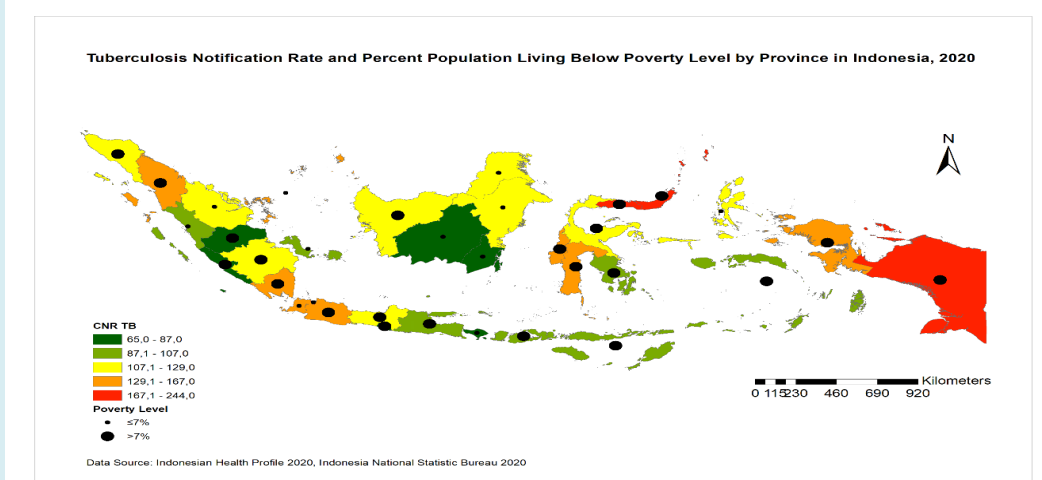 Tuberculosis Notification Rate and Percent Population Living Below Poverty Level by Province in Indonesia, 2020
N
CNR TB
65,0 - 87,0
87,1 - 107,0
107,1 - 129,0
129,1 - 167,0
167,1 - 244,0
Poverty Level
≤7%
>7%
Kilometers
0 115230 460 690 920
Data Source: Indonesian Health Profile 2020, Indonesia National Statistic Bureau 2020